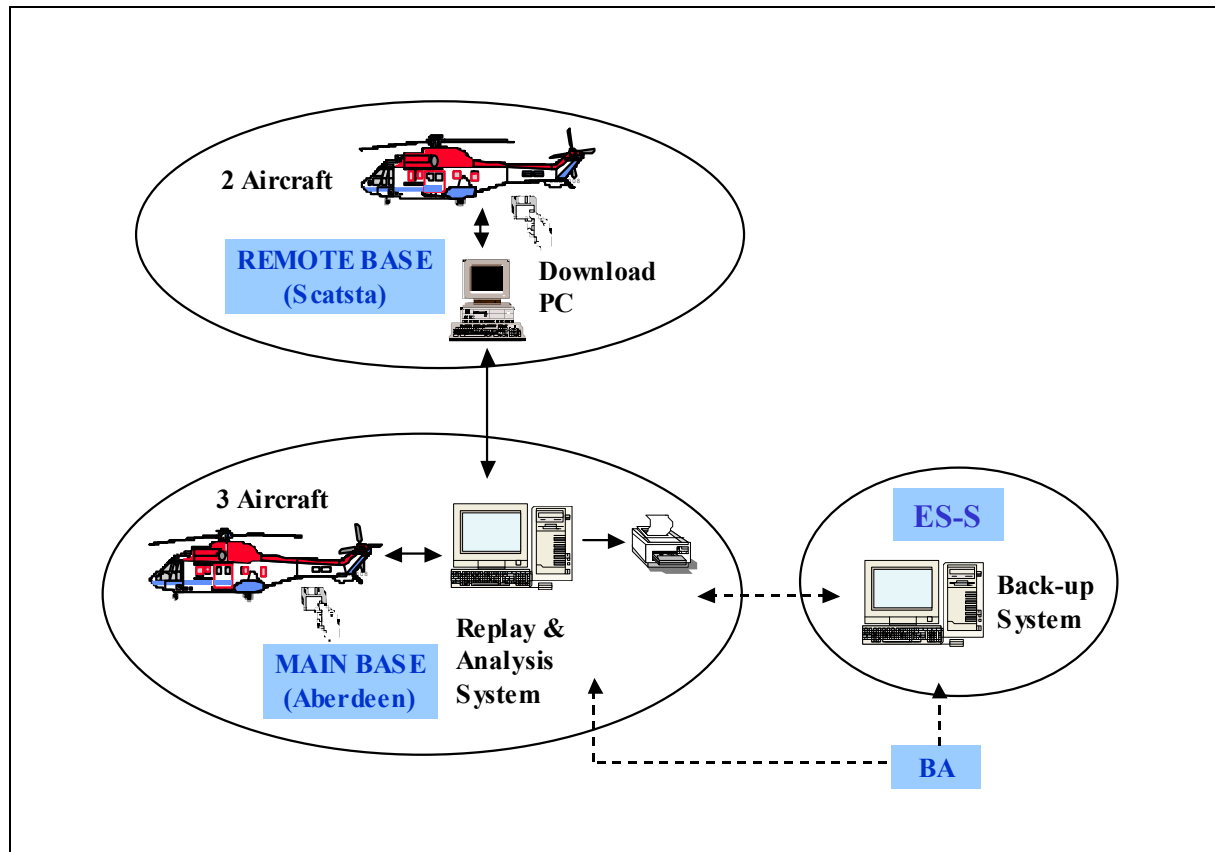 2 Aircraft
REMOTE BASE
(Scatsta)
Download
PC
3 Aircraft
MAIN BASE
(Aberdeen)
Replay &
Analysis
System
ES-S
Back-up
System
BA